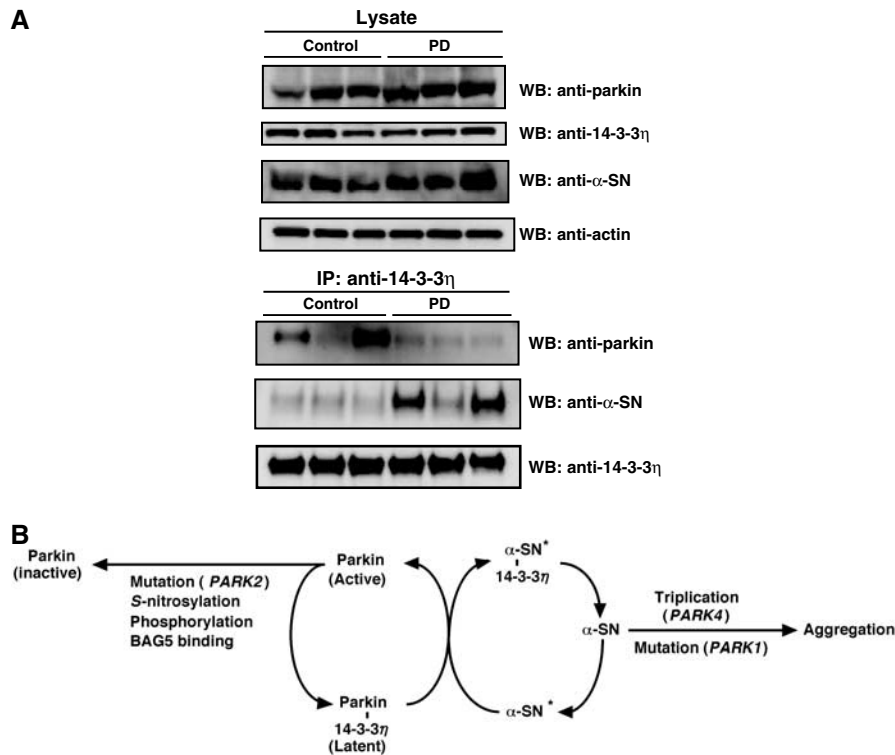 A
Lysate
Control PD
WB: anti-parkin
WB: anti-14-3-3η
WB: anti-α-SN
WB: anti-actin
IP: anti-14-3-3η
Control PD
WB: anti-parkin
WB: anti-α-SN
WB: anti-14-3-3η
B
Parkin
(inactive)
Mutation ( PARK2)
S-nitrosylation
Phosphorylation
BAG5 binding
Parkin
(Active)
Parkin
14-3-3η
(Latent)
α-SN*
14-3-3η
α-SN
α-SN*
Triplication
(PARK4)
Mutation (PARK1)
Aggregation